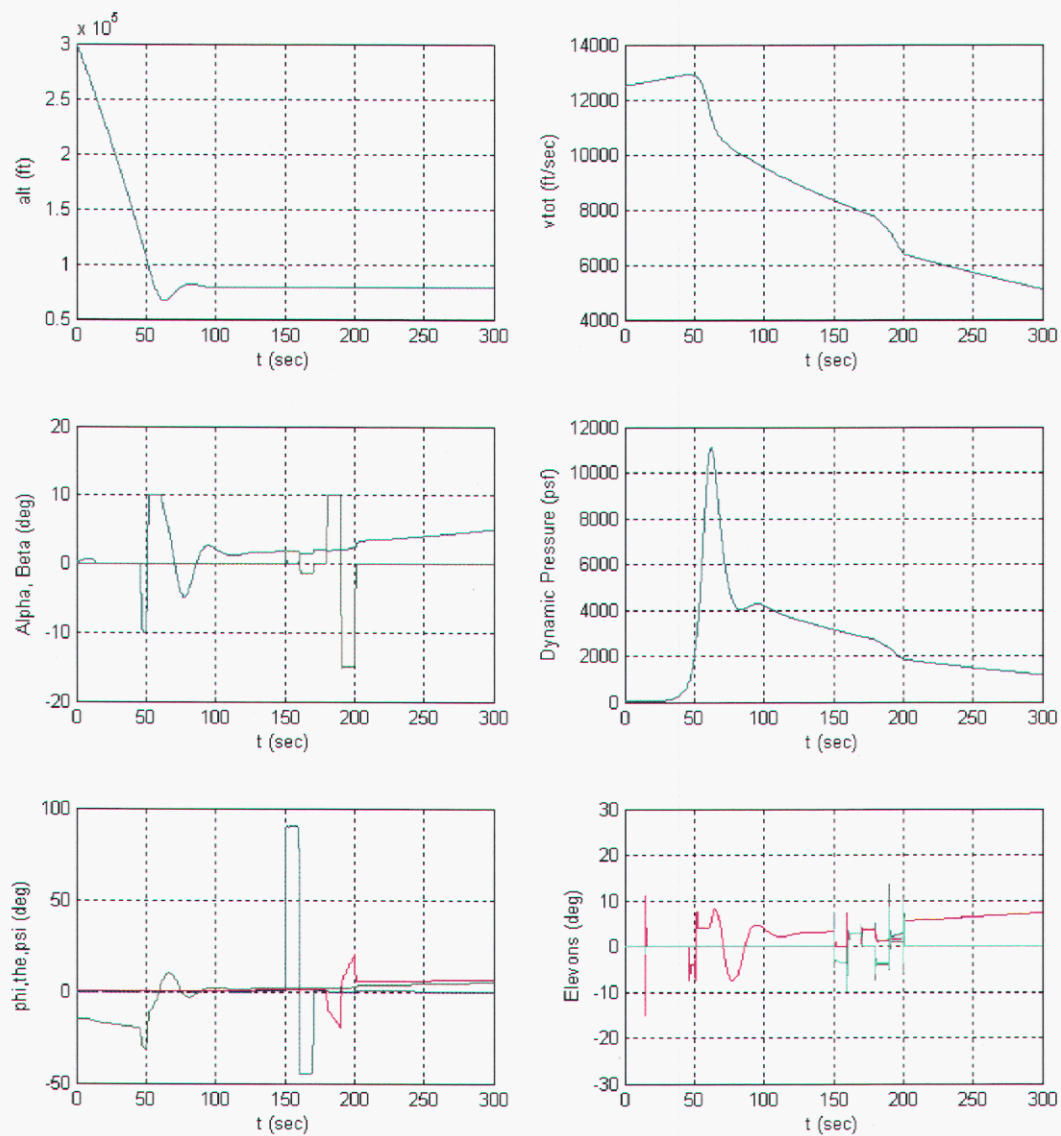 x 10^5
3
2.5
2
1.5
1
0.5
0 50 100 150 200 250 300
t (sec)
alt (ft)
14000
12000
10000
8000
6000
4000
0 50 100 150 200 250 300
t (sec)
vtot (ft/sec)
20
10
0
-10
-20
0 50 100 150 200 250 300
t (sec)
Alpha, Beta (deg)
12000
10000
8000
6000
4000
2000
0
0 50 100 150 200 250 300
t (sec)
Dynamic Pressure (psf)
100
50
0
-50
0 50 100 150 200 250 300
t (sec)
phi,the,psi (deg)
30
20
10
0
-10
-20
-30
0 50 100 150 200 250 300
t (sec)
Elevons (deg)